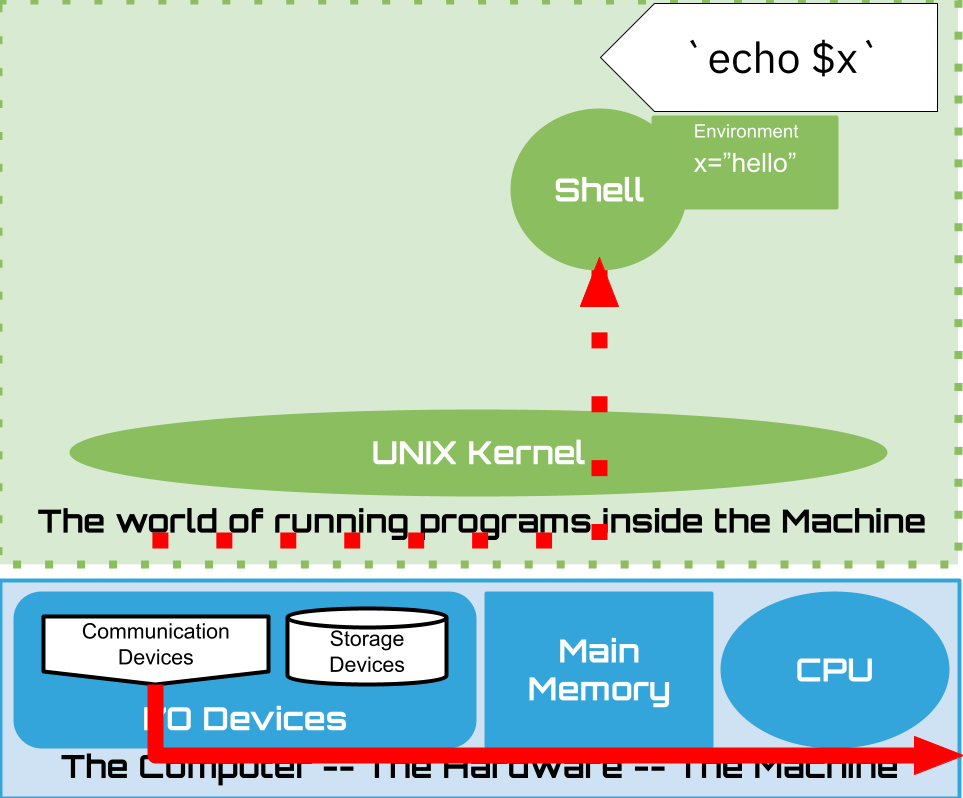 `echo $x`
Environment
x=”hello”
Shell
UNIX Kernel
The world of running programs inside the Machine
Communication
Devices
Storage
Devices
I/O Devices
Main
Memory
CPU
The Computer -- The Hardware -- The Machine